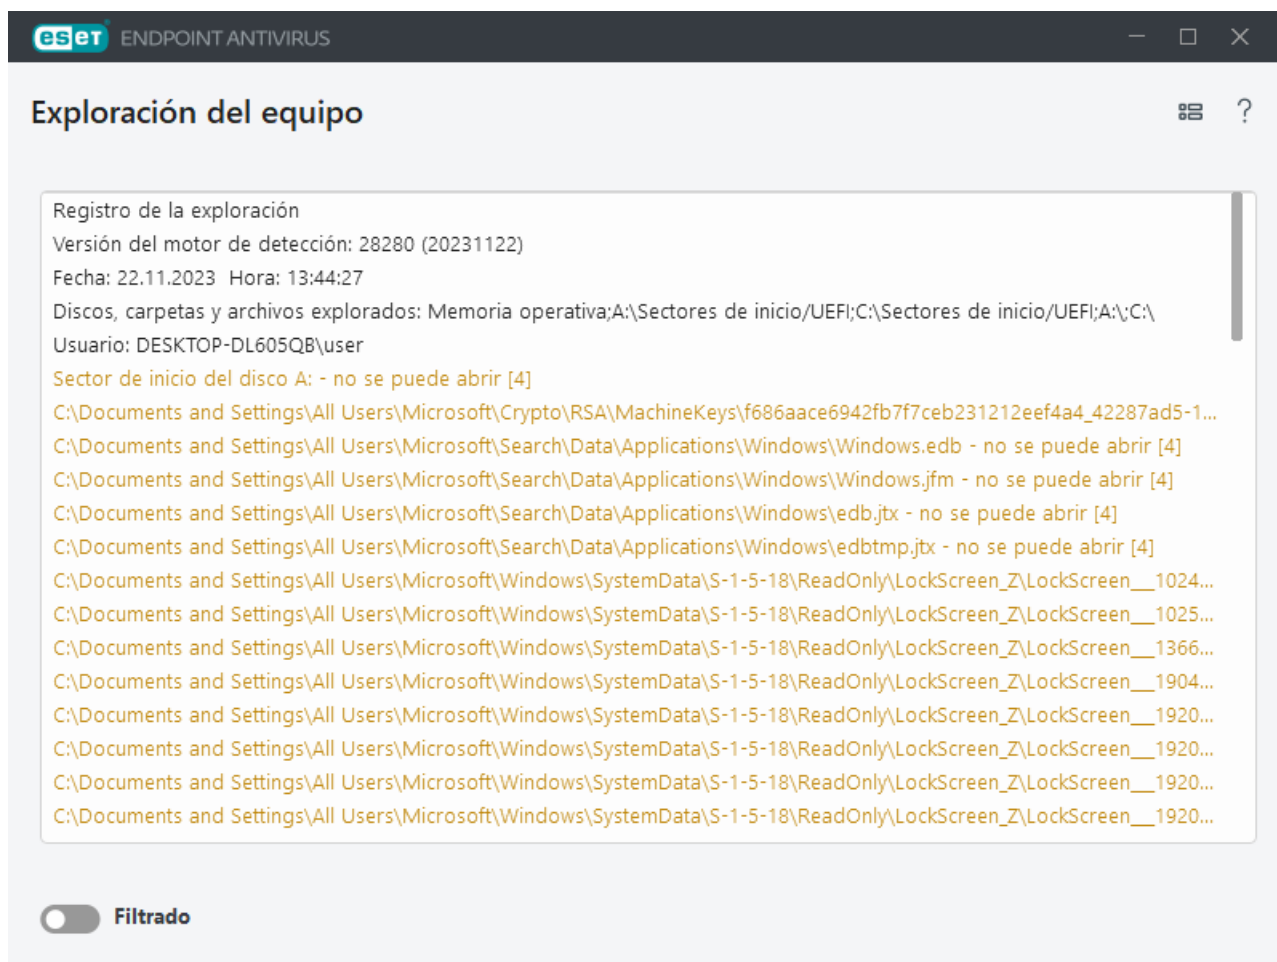 eset ENDPOINT ANTIVIRUS
Exploración del equipo
Registro de la exploración
Versión del motor de detección: 28280 (20231122)
Fecha: 22.11.2023 Hora: 13:44:27
Discos, carpetas y archivos explorados: Memoria operativa;A:\Sectores de inicio/UEFI;C:\Sectores de inicio/UEFI;A:\;C:\
Usuario: DESKTOP-DL605QB\user
Sector de inicio del disco A: - no se puede abrir [4]
C:\Documents and Settings\All Users\Microsoft\Crypto\RSA\MachineKeys\f686aace6942fb7f7ceb231212eef4a4_42287ad5-1...
C:\Documents and Settings\All Users\Microsoft\Search\Data\Applications\Windows\Windows.edb - no se puede abrir [4]
C:\Documents and Settings\All Users\Microsoft\Search\Data\Applications\Windows\Windows.jfm - no se puede abrir [4]
C:\Documents and Settings\All Users\Microsoft\Search\Data\Applications\Windows\edb.jtx - no se puede abrir [4]
C:\Documents and Settings\All Users\Microsoft\Search\Data\Applications\Windows\edbtmp.jtx - no se puede abrir [4]
C:\Documents and Settings\All Users\Microsoft\Windows\SystemData\S-1-5-18\ReadOnly\LockScreen_Z\LockScreen___1024...
C:\Documents and Settings\All Users\Microsoft\Windows\SystemData\S-1-5-18\ReadOnly\LockScreen_Z\LockScreen___1025...
C:\Documents and Settings\All Users\Microsoft\Windows\SystemData\S-1-5-18\ReadOnly\LockScreen_Z\LockScreen___1366...
C:\Documents and Settings\All Users\Microsoft\Windows\SystemData\S-1-5-18\ReadOnly\LockScreen_Z\LockScreen___1904...
C:\Documents and Settings\All Users\Microsoft\Windows\SystemData\S-1-5-18\ReadOnly\LockScreen_Z\LockScreen___1920...
C:\Documents and Settings\All Users\Microsoft\Windows\SystemData\S-1-5-18\ReadOnly\LockScreen_Z\LockScreen___1920...
C:\Documents and Settings\All Users\Microsoft\Windows\SystemData\S-1-5-18\ReadOnly\LockScreen_Z\LockScreen___1920...
C:\Documents and Settings\All Users\Microsoft\Windows\SystemData\S-1-5-18\ReadOnly\LockScreen_Z\LockScreen___1920...
Filtrado